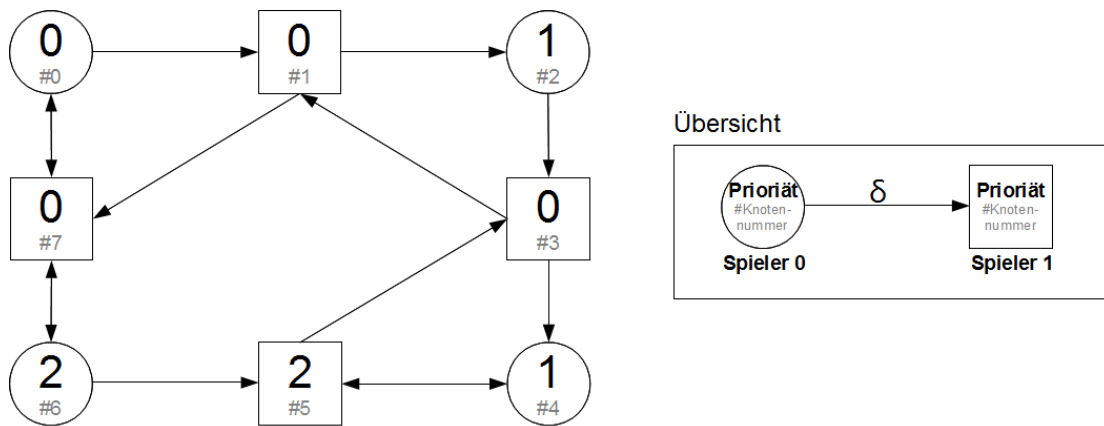 0
#0
0
#1
1
#2
Übersicht
0
#7
0
#3
Prioriät
#Knoten-
nummer
δ
Prioriät
#Knoten-
nummer
Spieler 0
Spieler 1
2
#6
2
#5
1
#4